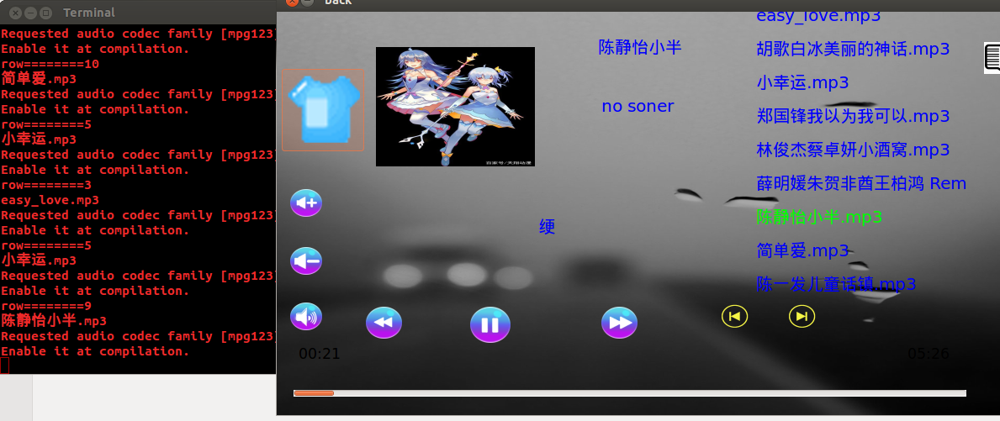 Terminal
Requested audio codec family [mpg123]
Enable it at compilation.
row========10
简单爱.mp3
Requested audio codec family [mpg123]
Enable it at compilation.
row========5
小幸运.mp3
Requested audio codec family [mpg123]
Enable it at compilation.
row========3
easy_love.mp3
Requested audio codec family [mpg123]
Enable it at compilation.
row========5
小幸运.mp3
Requested audio codec family [mpg123]
Enable it at compilation.
row========9
陈静怡小半.mp3
Requested audio codec family [mpg123]
Enable it at compilation.
Back
陈静怡小半
no soner
绠
百家号/天翔动漫
easy_love.mp3
胡歌白冰美丽的神话.mp3
小幸运.mp3
郑国锋我以为我可以.mp3
林俊杰蔡卓妍小酒窝.mp3
薛明媛朱贺非酋王柏鸿 Rem
陈静怡小半.mp3
简单爱.mp3
陈一发儿童话镇.mp3
00:21
05:26